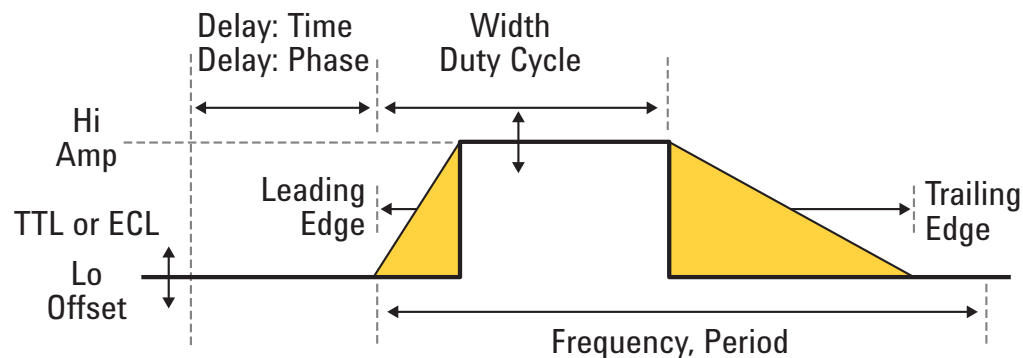 Delay: Time
Delay: Phase
Width
Duty Cycle
Hi
Amp
Leading
Edge
Trailing
Edge
TTL or ECL
Lo
Offset
Frequency, Period